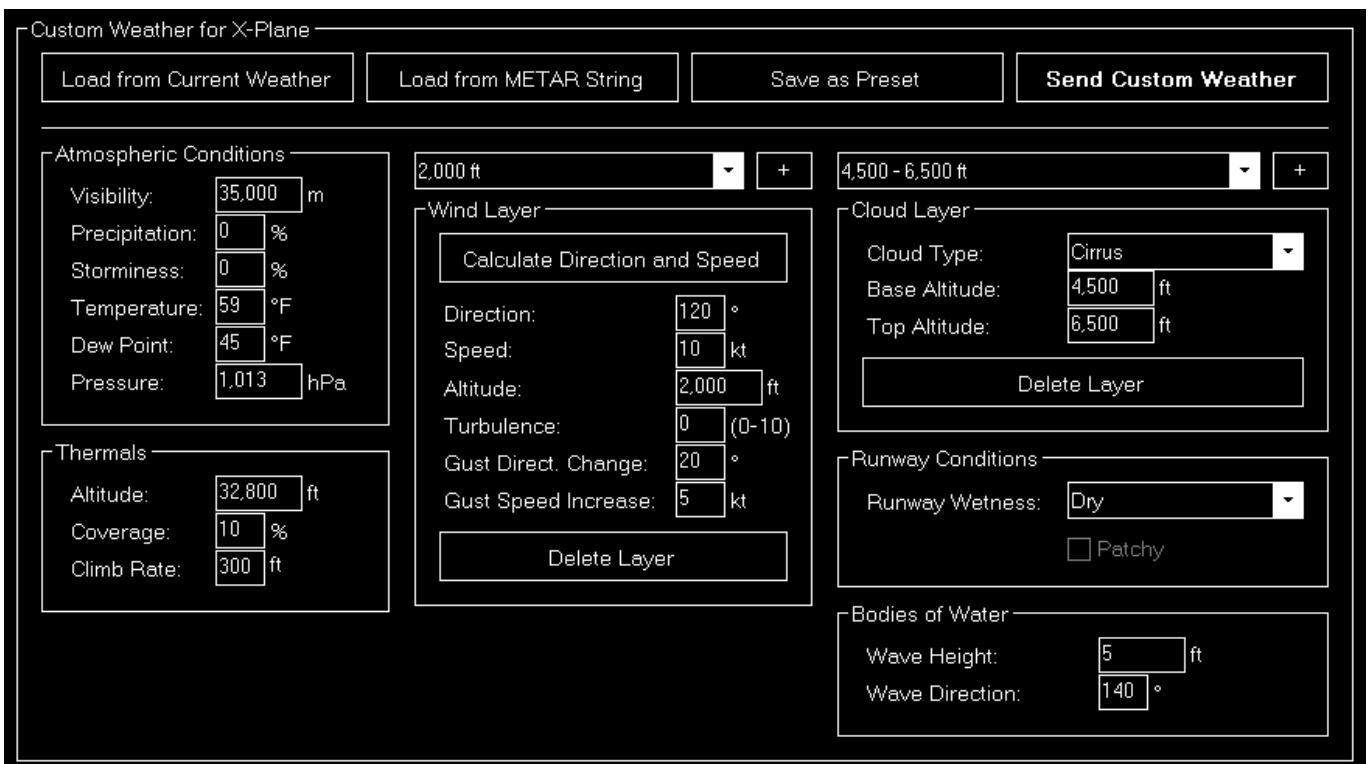 Custom Weather for X-Plane
Load from Current Weather
Load from METAR String
Save as Preset
Send Custom Weather
Atmospheric Conditions
Visibility: 35,000 m
Precipitation: 0 %
Storminess: 0 %
Temperature: 59 °F
Dew Point: 45 °F
Pressure: 1,013 hPa
Thermals
Altitude: 32,800 ft
Coverage: 10 %
Climb Rate: 300 ft
2,000 ft +
Wind Layer
Calculate Direction and Speed
Direction: 120 °
Speed: 10 kt
Altitude: 2,000 ft
Turbulence: 0 (0-10)
Gust Direct. Change: 20 °
Gust Speed Increase: 5 kt
Delete Layer
4,500 - 6,500 ft +
Cloud Layer
Cloud Type: Cirrus
Base Altitude: 4,500 ft
Top Altitude: 6,500 ft
Delete Layer
Runway Conditions
Runway Wetness: Dry
Patchy
Bodies of Water
Wave Height: 5 ft
Wave Direction: 140 °